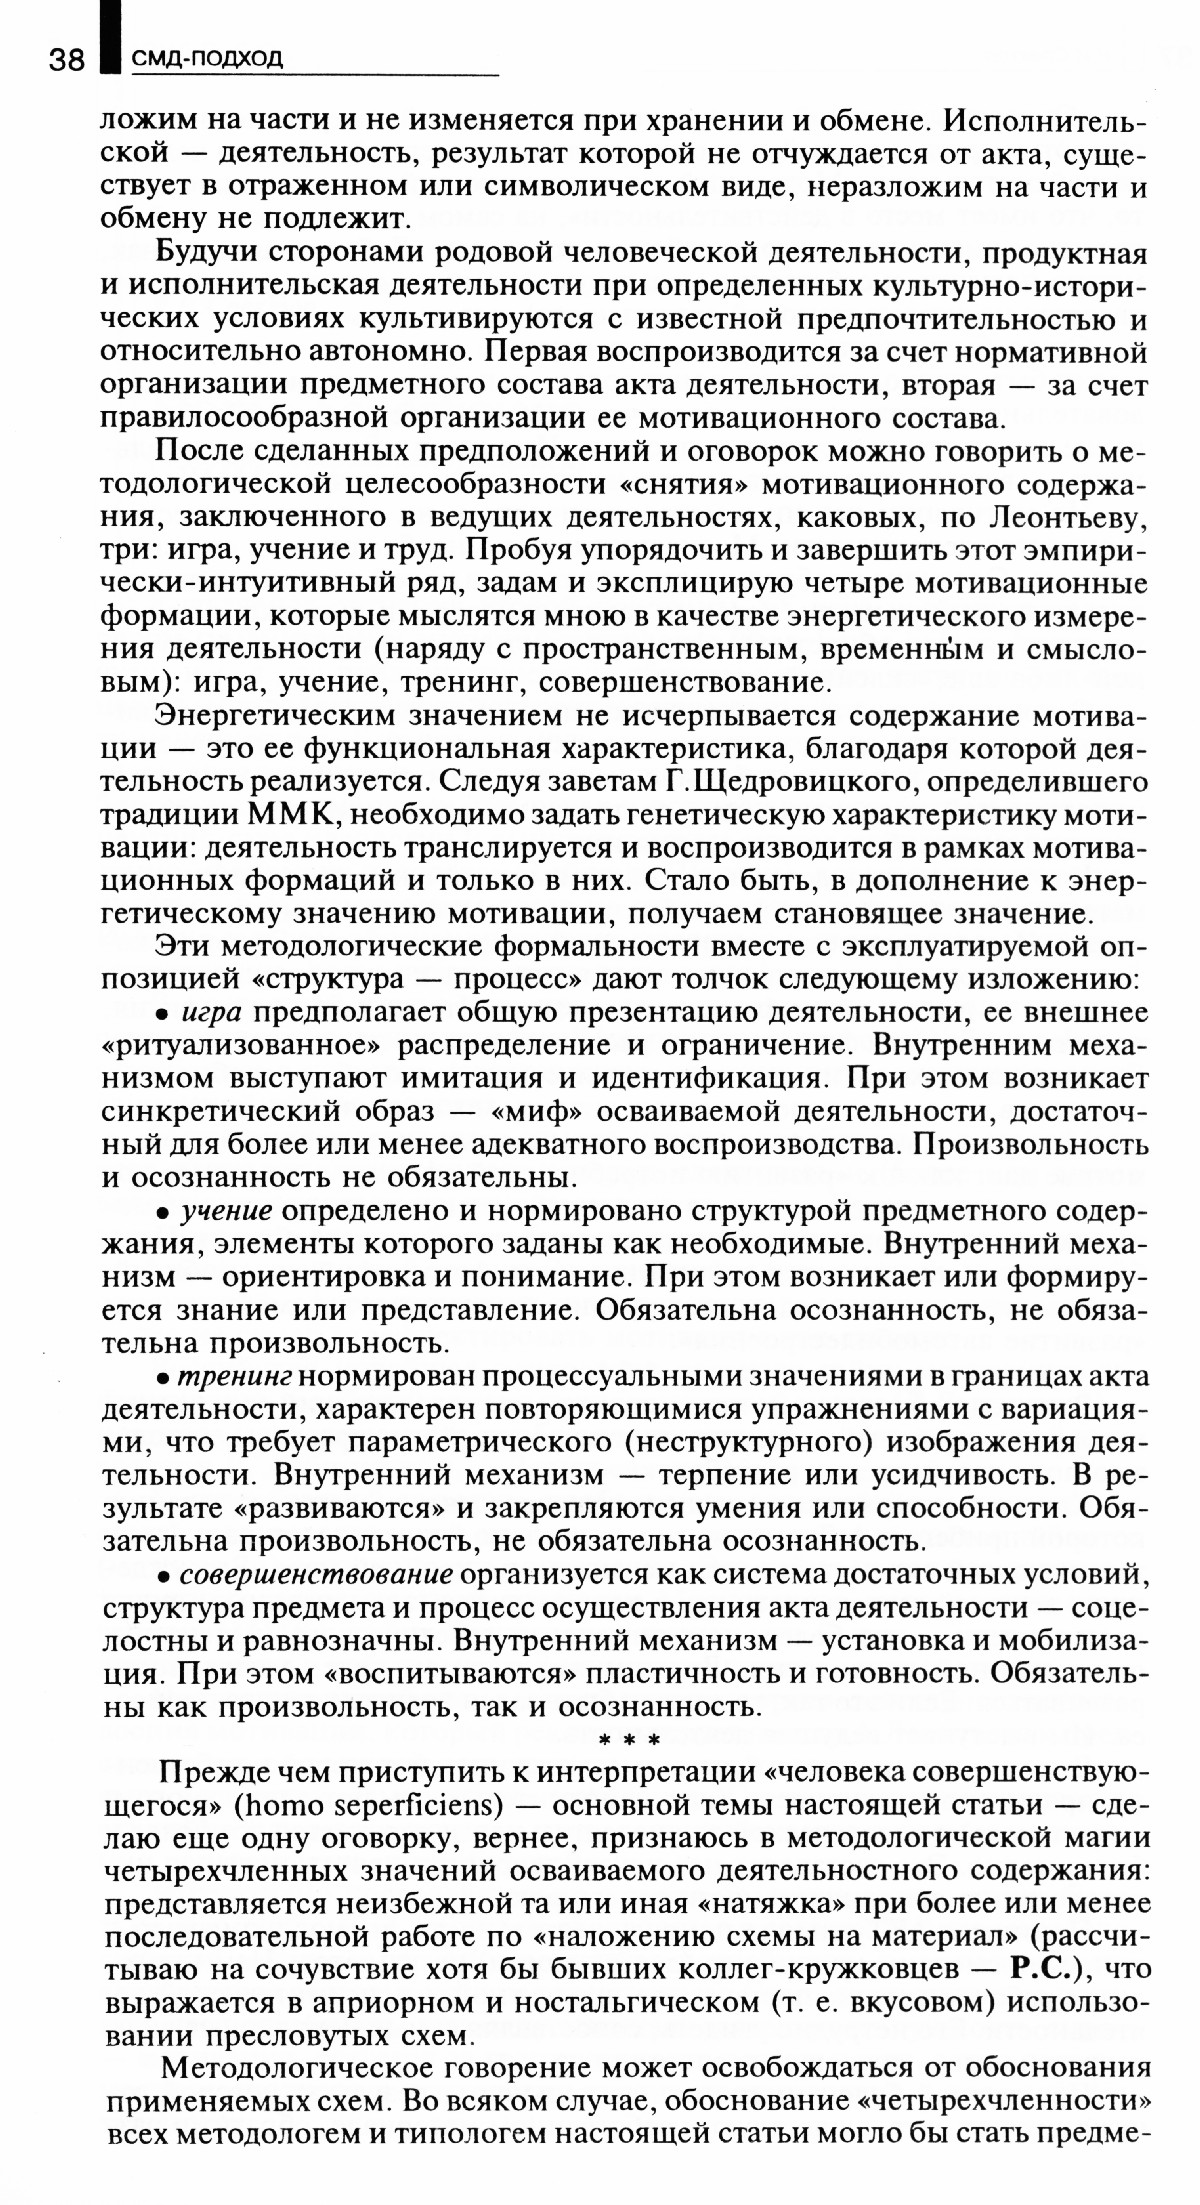 38 СМД-ПОДХОД
ложим на части и не изменяется при хранении и обмене. Исполнитель-
ской — деятельность, результат которой не отчуждается от акта, суще-
ствует в отраженном или символическом виде, неразложим на части и
обмену не подлежит.
Будучи сторонами родовой человеческой деятельности, продуктная
и исполнительская деятельности при определенных культурно-истори-
ческих условиях культивируются с известной предпочтительностью и
относительно автономно. Первая воспроизводится за счет нормативной
организации предметного состава акта деятельности, вторая — за счет
правилосообразной организации ее мотивационного состава.
После сделанных предположений и оговорок можно говорить о ме-
тодологической целесообразности «снятия» мотивационного содержа-
ния, заключенного в ведущих деятельностях, каковых, по Леонтьеву,
три: игра, учение и труд. Пробуя упорядочить и завершить этот эмпири-
чески-интуитивный ряд, задам и эксплицирую четыре мотивационные
формации, которые мыслятся мною в качестве энергетического измере-
ния деятельности (наряду с пространственным, временны́м и смысло-
вым): игра, учение, тренинг, совершенствование.
Энергетическим значением не исчерпывается содержание мотива-
ции — это ее функциональная характеристика, благодаря которой дея-
тельность реализуется. Следуя заветам Г.Щедровицкого, определившего
традиции ММК, необходимо задать генетическую характеристику моти-
вации: деятельность транслируется и воспроизводится в рамках мотива-
ционных формаций и только в них. Стало быть, в дополнение к энер-
гетическому значению мотивации, получаем становящее значение.
Эти методологические формальности вместе с эксплуатируемой оп-
позицией «структура — процесс» дают толчок следующему изложению:
• игра предполагает общую презентацию деятельности, ее внешнее
«ритуализованное» распределение и ограничение. Внутренним меха-
низмом выступают имитация и идентификация. При этом возникает
синкретический образ — «миф» осваиваемой деятельности, достаточ-
ный для более или менее адекватного воспроизводства. Произвольность
и осознанность не обязательны.
• учение определено и нормировано структурой предметного содер-
жания, элементы которого заданы как необходимые. Внутренний меха-
низм — ориентировка и понимание. При этом возникает или формиру-
ется знание или представление. Обязательна осознанность, не обяза-
тельна произвольность.
• тренинг нормирован процессуальными значениями в границах акта
деятельности, характерен повторяющимися упражнениями с вариация-
ми, что требует параметрического (неструктурного) изображения дея-
тельности. Внутренний механизм — терпение или усидчивость. В ре-
зультате «развиваются» и закрепляются умения или способности. Обя-
зательна произвольность, не обязательна осознанность.
• совершенствование организуется как система достаточных условий,
структура предмета и процесс осуществления акта деятельности — соце-
лостны и равнозначны. Внутренний механизм — установка и мобилиза-
ция. При этом «воспитываются» пластичность и готовность. Обязатель-
ны как произвольность, так и осознанность.
* * *
Прежде чем приступить к интерпретации «человека совершенствую-
щегося» (homo seperficiens) — основной темы настоящей статьи — сде-
лаю еще одну оговорку, вернее, признаюсь в методологической магии
четырехчленных значений осваиваемого деятельностного содержания:
представляется неизбежной та или иная «натяжка» при более или менее
последовательной работе по «наложению схемы на материал» (рассчи-
тываю на сочувствие хотя бы бывших коллег-кружковцев — Р.С.), что
выражается в априорном и ностальгическом (т. е. вкусовом) использо-
вании пресловутых схем.
Методологическое говорение может освобождаться от обоснования
применяемых схем. Во всяком случае, обоснование «четырехчленности»
всех методологем и типологем настоящей статьи могло бы стать предме-